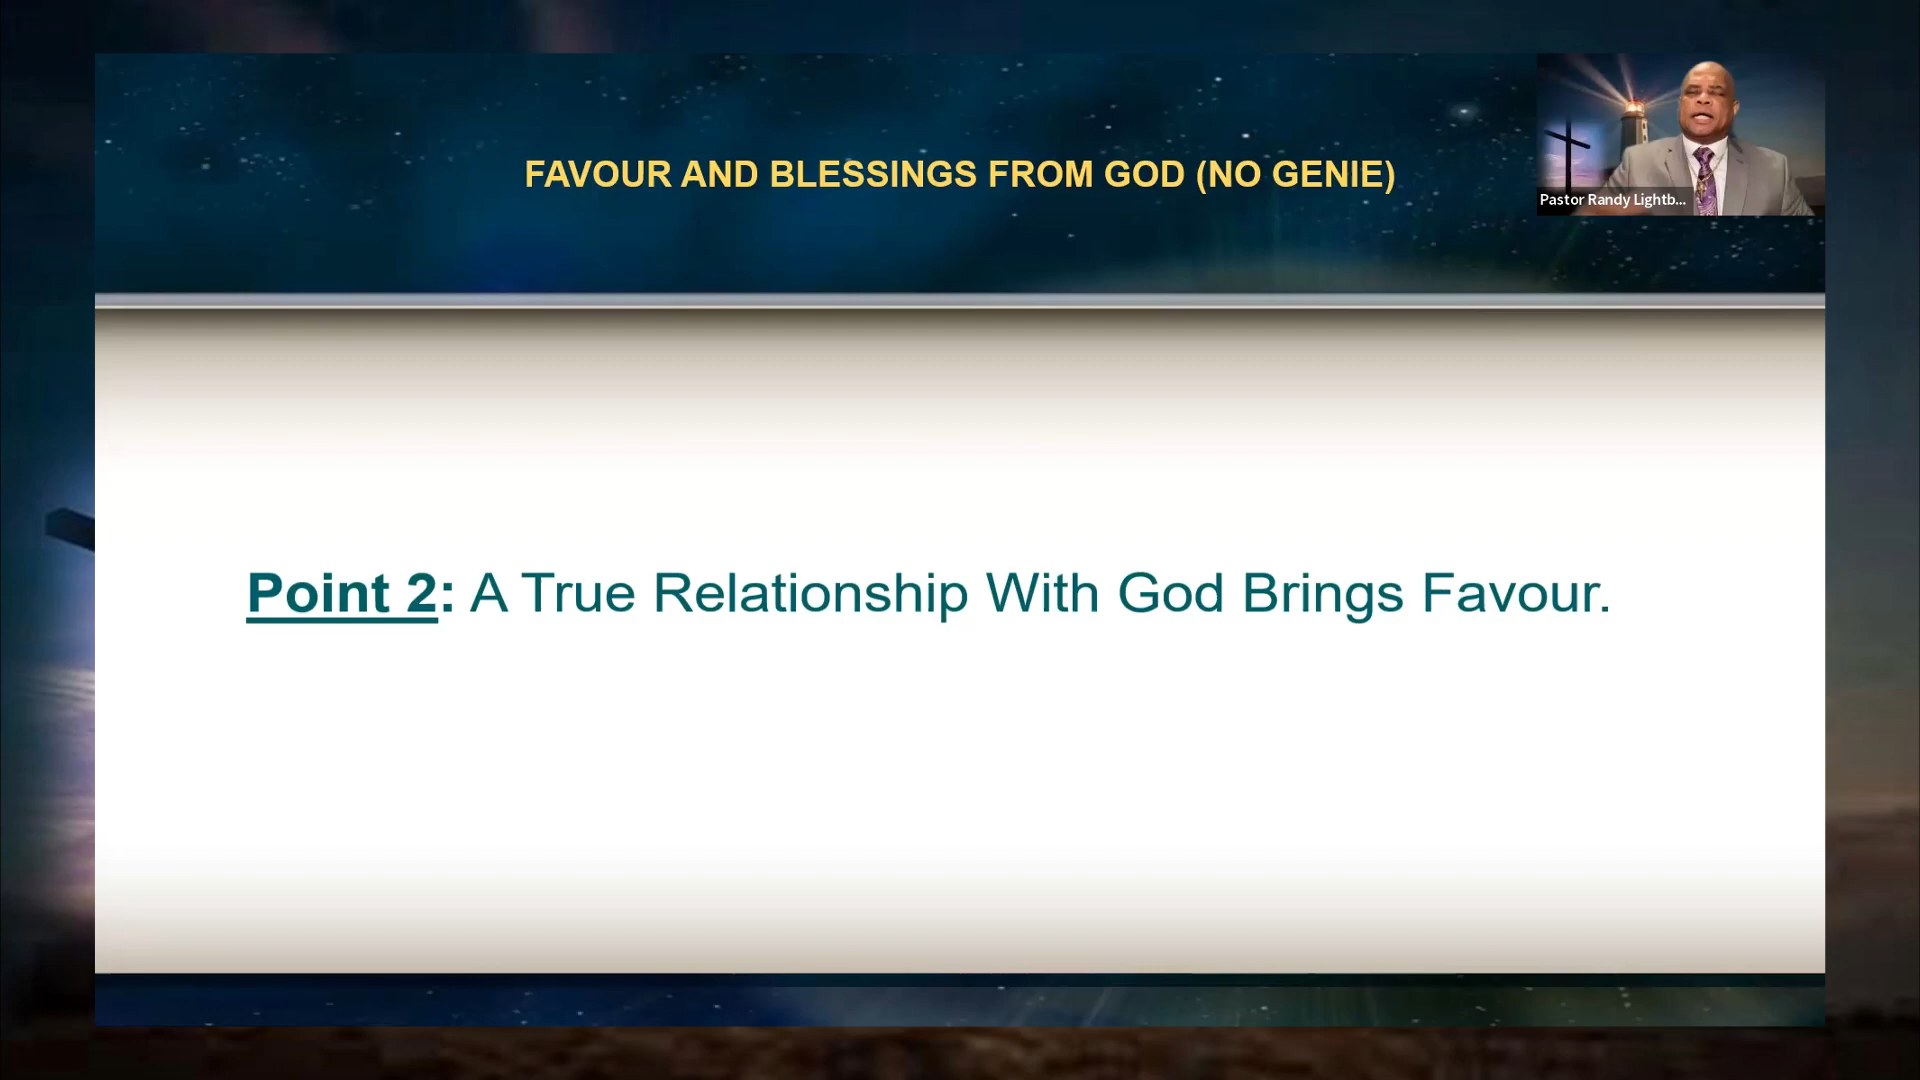 FAVOUR AND BLESSINGS FROM GOD (NO GENIE)
Pastor Randy Lightb...
Point 2: A True Relationship With God Brings Favour.